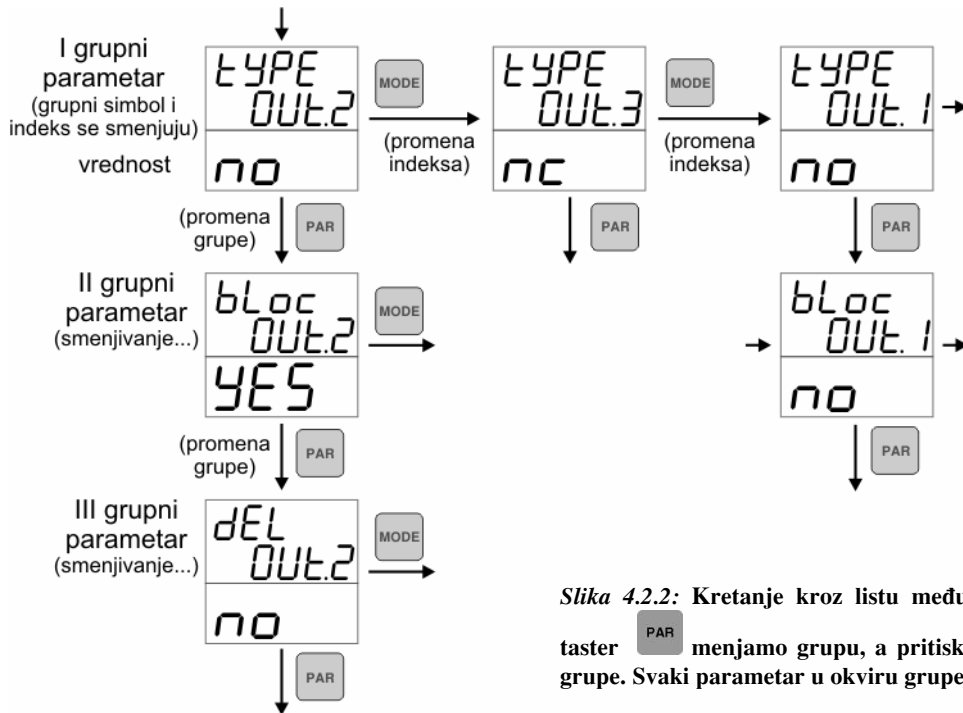 I grupni
parametar
(grupni simbol i
indeks se smenjuju)
vrednost
tYPE
OUt.2
no
MODE
(promena
indeksa)
tYPE
OUt.3
nc
MODE
(promena
indeksa)
tYPE
OUt.1
no
(promena
grupe)
PAR
PAR
PAR
II grupni
parametar
(smenjivanje...)
bLoc
OUt.2
YES
MODE
bLoc
OUt.1
no
(promena
grupe)
PAR
PAR
III grupni
parametar
(smenjivanje...)
dEL
OUt.2
no
MODE
PAR
Slika 4.2.2: Kretanje kroz listu među
taster PAR menjamo grupu, a pritisk
grupe. Svaki parametar u okviru grupe